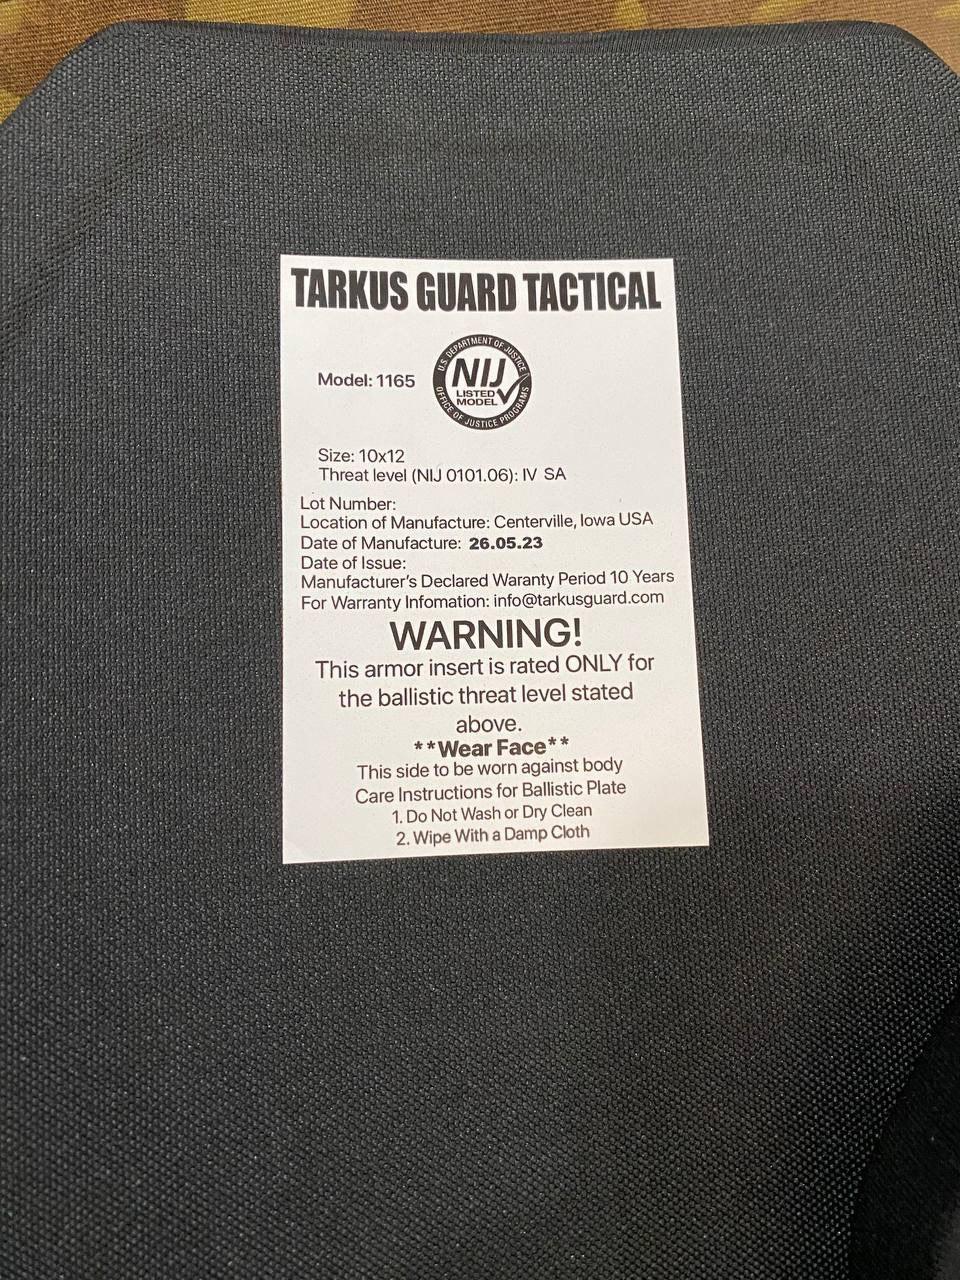 TARKUS GUARD TACTICAL
Model: 1165
U.S. DEPARTMENT OF JUSTICE
NIJ
LISTED
MODEL
OFFICE OF JUSTICE PROGRAMS
Size: 10x12
Threat level (NIJ 0101.06): IV SA
Lot Number:
Location of Manufacture: Centerville, Iowa USA
Date of Manufacture: 26.05.23
Date of Issue:
Manufacturer's Declared Waranty Period 10 Years
For Warranty Infomation: info@tarkusguard.com
WARNING!
This armor insert is rated ONLY for
the ballistic threat level stated
above.
**Wear Face**
This side to be worn against body
Care Instructions for Ballistic Plate
1. Do Not Wash or Dry Clean
2. Wipe With a Damp Cloth